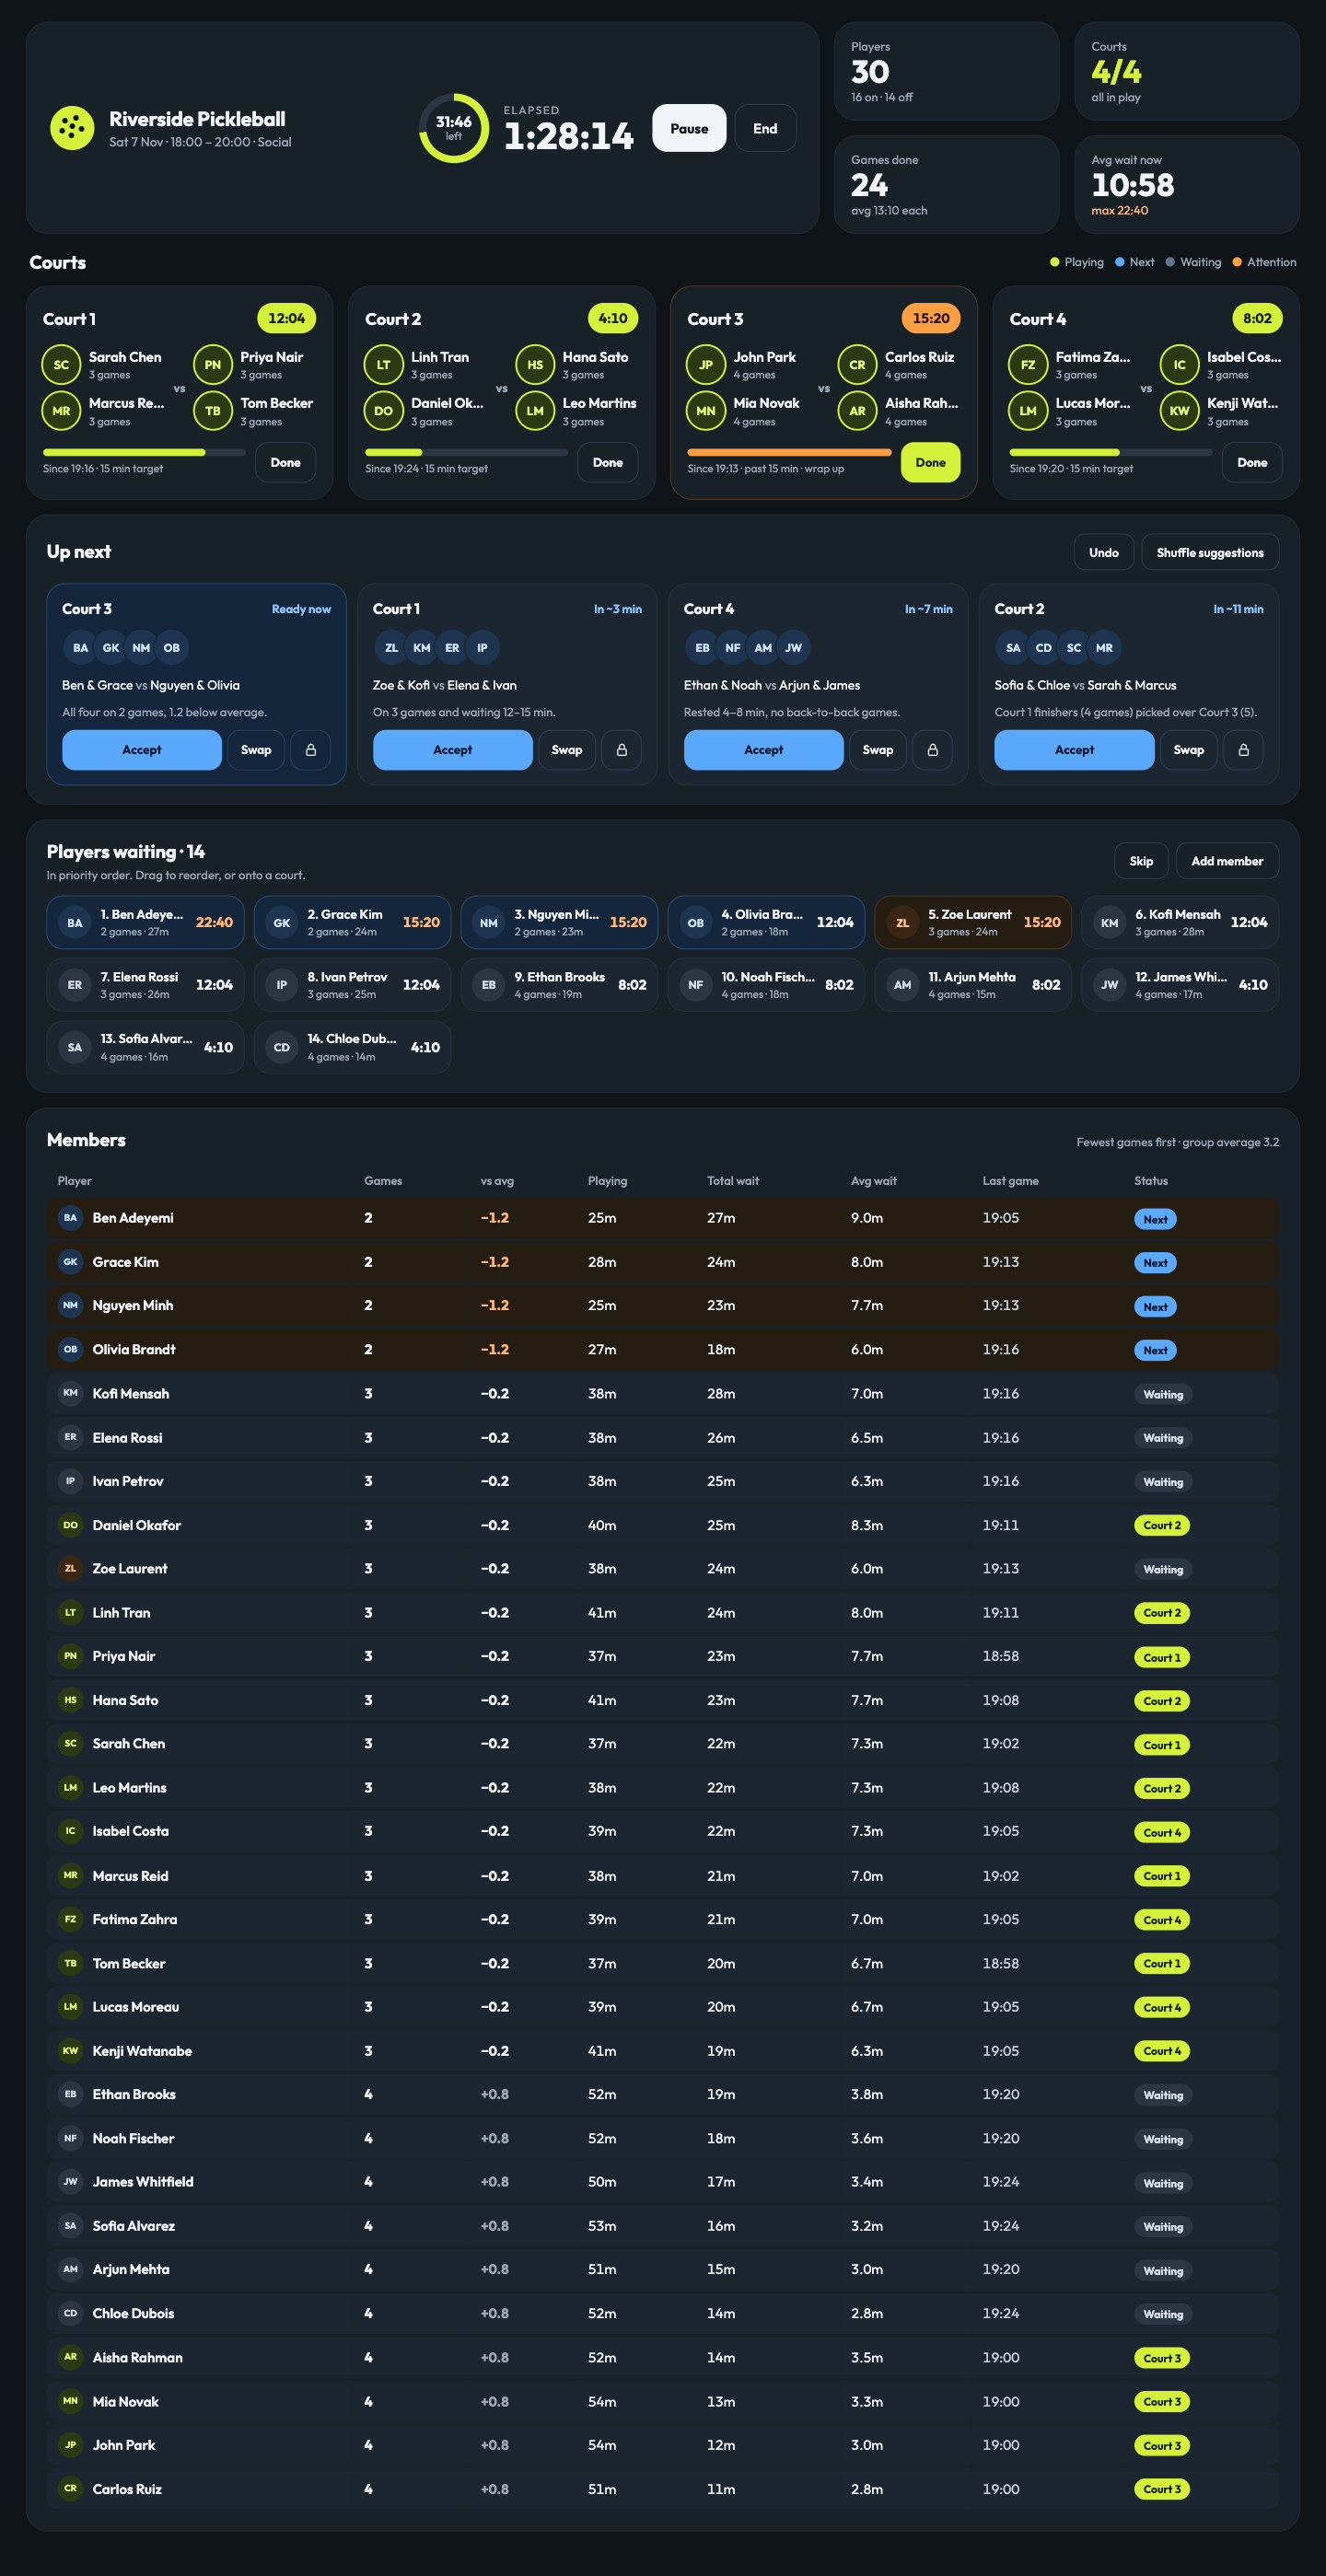 Riverside Pickleball
Sat 7 Nov · 18:00 – 20:00 · Social
31:46
left
ELAPSED
1:28:14
Pause
End
Players
30
16 on · 14 off
Courts
4/4
all in play
Games done
24
avg 13:10 each
Avg wait now
10:58
max 22:40
Courts
Playing
Next
Waiting
Attention
Court 1
12:04
SC
Sarah Chen
3 games
PN
Priya Nair
3 games
vs
MR
Marcus Re...
3 games
TB
Tom Becker
3 games
Since 19:16 · 15 min target
Done
Court 2
4:10
LT
Linh Tran
3 games
HS
Hana Sato
3 games
vs
DO
Daniel Ok...
3 games
LM
Leo Martins
3 games
Since 19:24 · 15 min target
Done
Court 3
15:20
JP
John Park
4 games
CR
Carlos Ruiz
4 games
vs
MN
Mia Novak
4 games
AR
Aisha Rah...
4 games
Since 19:13 · past 15 min · wrap up
Done
Court 4
8:02
FZ
Fatima Za...
3 games
IC
Isabel Cos...
3 games
vs
LM
Lucas Mor...
3 games
KW
Kenji Wat...
3 games
Since 19:20 · 15 min target
Done
Up next
Undo
Shuffle suggestions
Court 3
Ready now
BA GK NM OB
Ben & Grace vs Nguyen & Olivia
All four on 2 games, 1.2 below average.
Accept
Swap
Court 1
In ~3 min
ZL KM ER IP
Zoe & Kofi vs Elena & Ivan
On 3 games and waiting 12–15 min.
Accept
Swap
Court 4
In ~7 min
EB NF AM JW
Ethan & Noah vs Arjun & James
Rested 4–8 min, no back-to-back games.
Accept
Swap
Court 2
In ~11 min
SA CD SC MR
Sofia & Chloe vs Sarah & Marcus
Court 1 finishers (4 games) picked over Court 3 (5).
Accept
Swap
Players waiting · 14
In priority order. Drag to reorder, or onto a court.
Skip
Add member
BA
1. Ben Adeye...
2 games · 27m
22:40
GK
2. Grace Kim
2 games · 24m
15:20
NM
3. Nguyen Mi...
2 games · 23m
15:20
OB
4. Olivia Bra...
2 games · 18m
12:04
ZL
5. Zoe Laurent
3 games · 24m
15:20
KM
6. Kofi Mensah
3 games · 28m
12:04
ER
7. Elena Rossi
3 games · 26m
12:04
IP
8. Ivan Petrov
3 games · 25m
12:04
EB
9. Ethan Brooks
4 games · 19m
8:02
NF
10. Noah Fisch...
4 games · 18m
8:02
AM
11. Arjun Mehta
4 games · 15m
8:02
JW
12. James Whi...
4 games · 17m
4:10
SA
13. Sofia Alvar...
4 games · 16m
4:10
CD
14. Chloe Dub...
4 games · 14m
4:10
Members
Fewest games first · group average 3.2
Player Games vs avg Playing Total wait Avg wait Last game Status
BA Ben Adeyemi 2 −1.2 25m 27m 9.0m 19:05 Next
GK Grace Kim 2 −1.2 28m 24m 8.0m 19:13 Next
NM Nguyen Minh 2 −1.2 25m 23m 7.7m 19:13 Next
OB Olivia Brandt 2 −1.2 27m 18m 6.0m 19:16 Next
KM Kofi Mensah 3 −0.2 38m 28m 7.0m 19:16 Waiting
ER Elena Rossi 3 −0.2 38m 26m 6.5m 19:16 Waiting
IP Ivan Petrov 3 −0.2 38m 25m 6.3m 19:16 Waiting
DO Daniel Okafor 3 −0.2 40m 25m 8.3m 19:11 Court 2
ZL Zoe Laurent 3 −0.2 38m 24m 6.0m 19:13 Waiting
LT Linh Tran 3 −0.2 41m 24m 8.0m 19:11 Court 2
PN Priya Nair 3 −0.2 37m 23m 7.7m 18:58 Court 1
HS Hana Sato 3 −0.2 41m 23m 7.7m 19:08 Court 2
SC Sarah Chen 3 −0.2 37m 22m 7.3m 19:02 Court 1
LM Leo Martins 3 −0.2 38m 22m 7.3m 19:08 Court 2
IC Isabel Costa 3 −0.2 39m 22m 7.3m 19:05 Court 4
MR Marcus Reid 3 −0.2 38m 21m 7.0m 19:02 Court 1
FZ Fatima Zahra 3 −0.2 39m 21m 7.0m 19:05 Court 4
TB Tom Becker 3 −0.2 37m 20m 6.7m 18:58 Court 1
LM Lucas Moreau 3 −0.2 39m 20m 6.7m 19:05 Court 4
KW Kenji Watanabe 3 −0.2 41m 19m 6.3m 19:05 Court 4
EB Ethan Brooks 4 +0.8 52m 19m 3.8m 19:20 Waiting
NF Noah Fischer 4 +0.8 52m 18m 3.6m 19:20 Waiting
JW James Whitfield 4 +0.8 50m 17m 3.4m 19:24 Waiting
SA Sofia Alvarez 4 +0.8 53m 16m 3.2m 19:24 Waiting
AM Arjun Mehta 4 +0.8 51m 15m 3.0m 19:20 Waiting
CD Chloe Dubois 4 +0.8 52m 14m 2.8m 19:24 Waiting
AR Aisha Rahman 4 +0.8 52m 14m 3.5m 19:00 Court 3
MN Mia Novak 4 +0.8 54m 13m 3.3m 19:00 Court 3
JP John Park 4 +0.8 54m 12m 3.0m 19:00 Court 3
CR Carlos Ruiz 4 +0.8 51m 11m 2.8m 19:00 Court 3